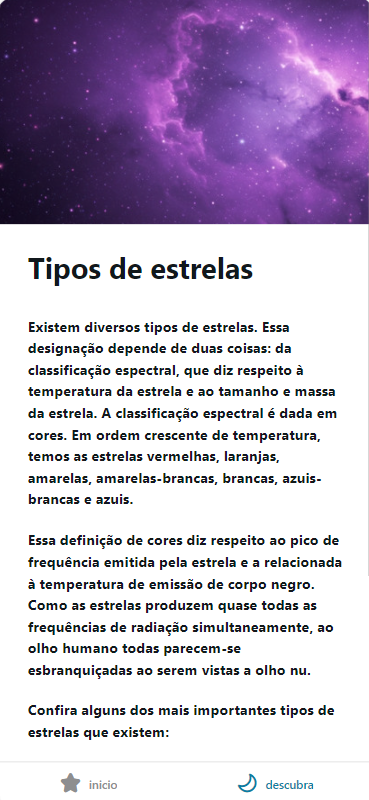 Tipos de estrelas
Existem diversos tipos de estrelas. Essa
designação depende de duas coisas: da
classificação espectral, que diz respeito à
temperatura da estrela e ao tamanho e massa
da estrela. A classificação espectral é dada em
cores. Em ordem crescente de temperatura,
temos as estrelas vermelhas, laranjas,
amarelas, amarelas-brancas, brancas, azuis-
brancas e azuis.
Essa definição de cores diz respeito ao pico de
frequência emitida pela estrela e a relacionada
à temperatura de emissão de corpo negro.
Como as estrelas produzem quase todas as
frequências de radiação simultaneamente, ao
olho humano todas parecem-se
esbranquiçadas ao serem vistas a olho nu.
Confira alguns dos mais importantes tipos de
estrelas que existem:
inicio
descubra